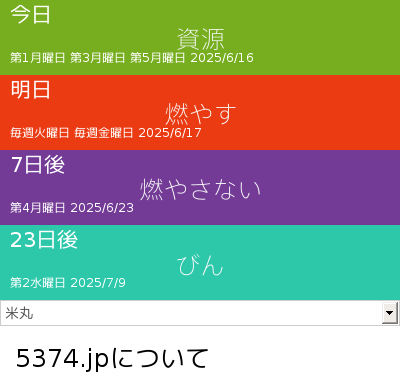 今日
資源
第1月曜日 第3月曜日 第5月曜日 2025/6/16
明日
燃やす
毎週火曜日 毎週金曜日 2025/6/17
7日後
燃やさない
第4月曜日 2025/6/23
23日後
びん
第2水曜日 2025/7/9
米丸
5374.jpについて